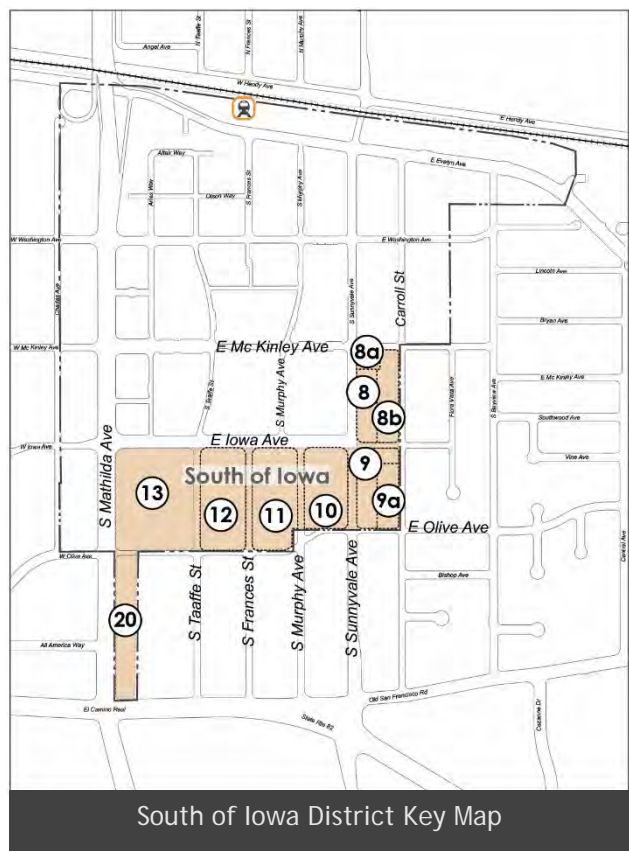 N Taaffe St
N Frances St
N Murphy Ave
Angel Ave
W Hendy Ave
E Hendy Ave
E Evelyn Ave
Altair Way
Aries Way
Olson Way
S Frances St
S Murphy Ave
W Washington Ave
E Washington Ave
Charles Ave
S Sunnyvale Ave
Carroll St
Lincoln Ave
Bryan Ave
W Mc Kinley Ave
E Mc Kinley Ave
8a
S Taaffe St
S Murphy Ave
8
8b
Flora Vista Ave
S Bayview Ave
E Mc Kinley Ave
Southwood Ave
Vine Ave
W Iowa Ave
S Mathilda Ave
E Iowa Ave
South of Iowa
13
12
11
10
9
9a
E Olive Ave
Central Ave
W Olive Ave
20
S Taaffe St
S Frances St
S Murphy Ave
S Sunnyvale Ave
Bishop Ave
All America Way
El Camino Real
State Rte 82
Old San Francisco Rd
Cezanne Dr
South of Iowa District Key Map